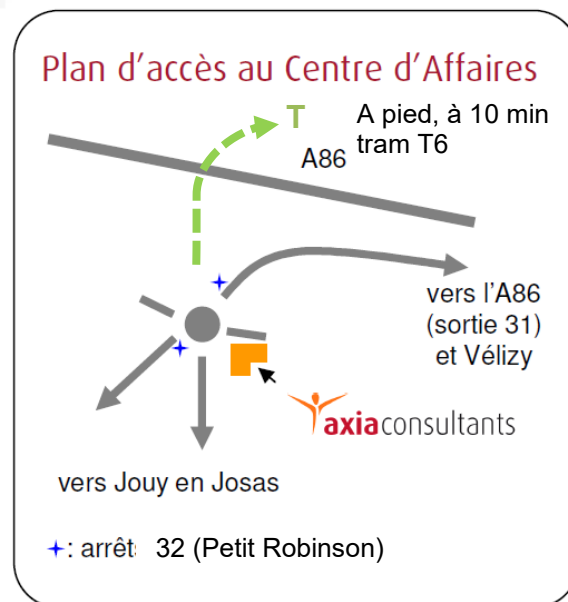 Plan d'accès au Centre d'Affaires
T
A pied, à 10 min
tram T6
A86
vers l'A86
(sortie 31)
et Vélizy
axiaconsultants
vers Jouy en Josas
: arrêt 32 (Petit Robinson)